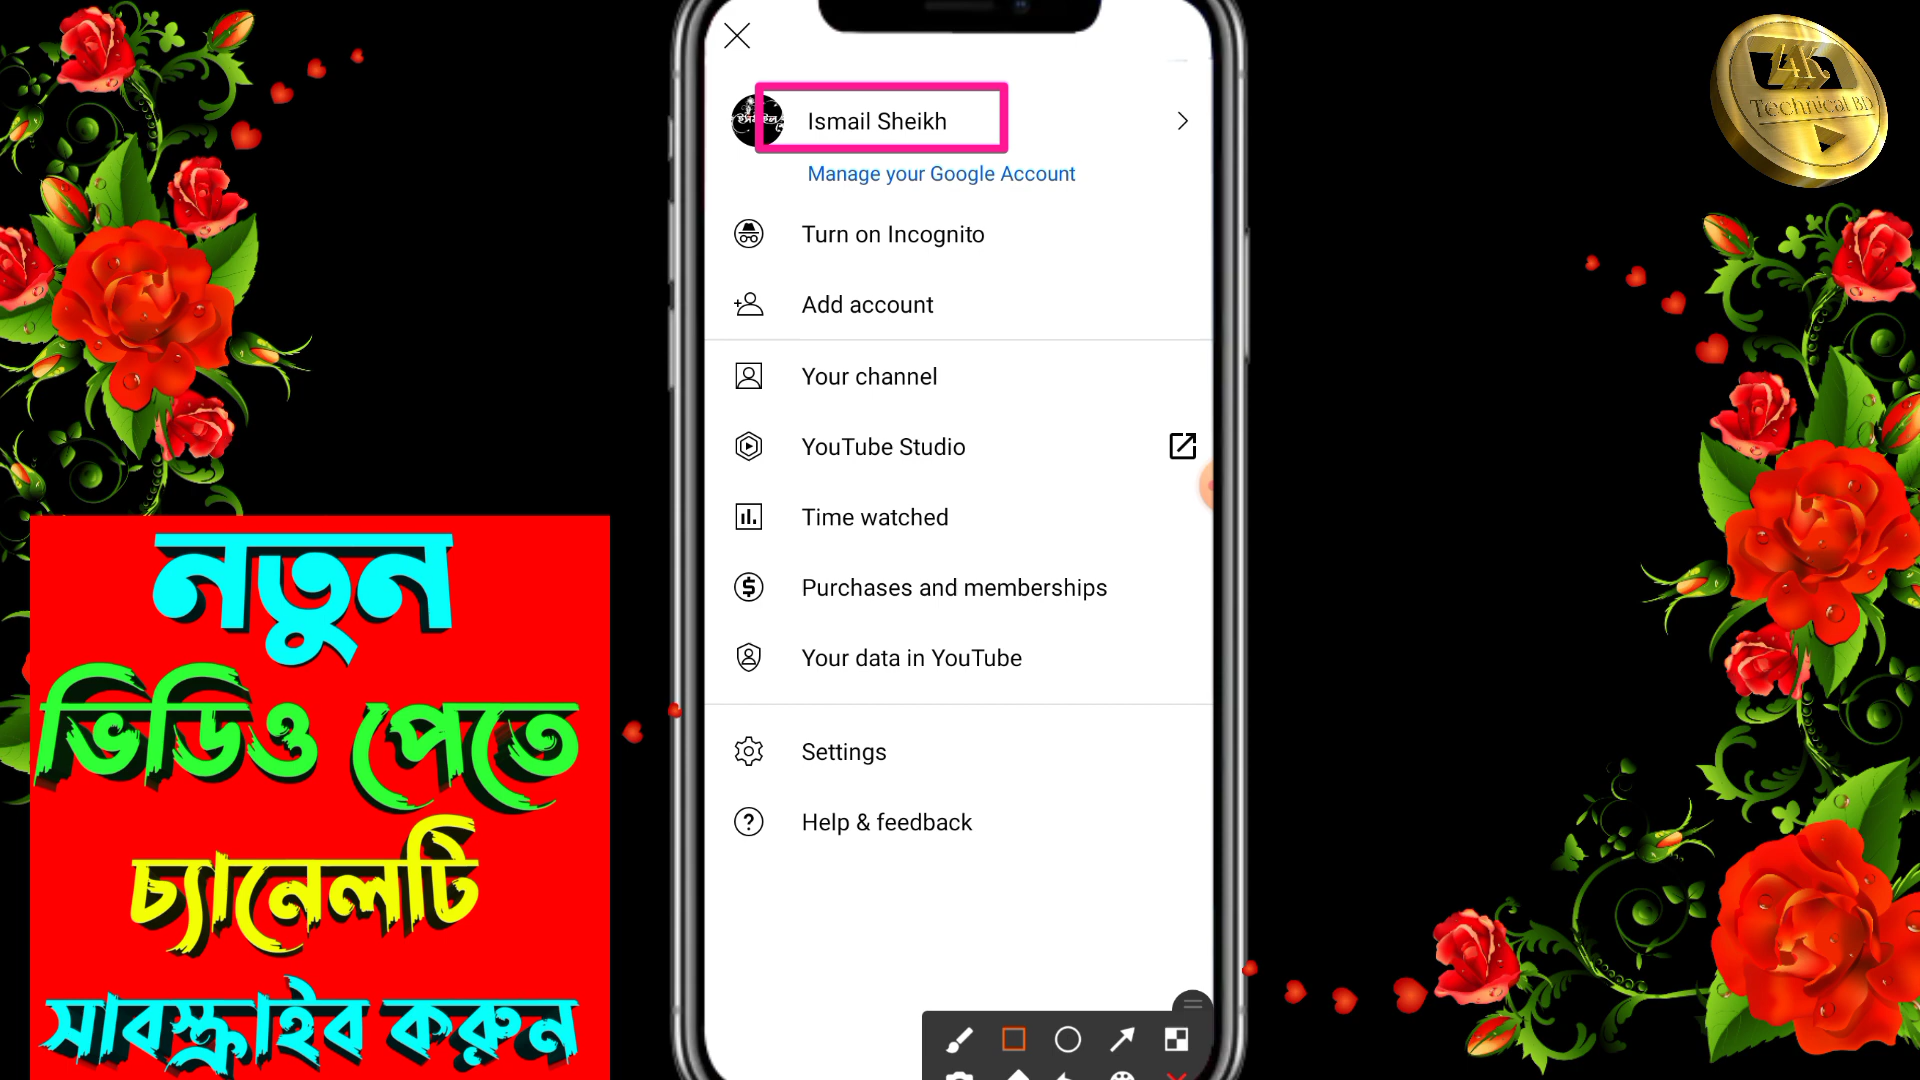 Ismail Sheikh
Manage your Google Account
Turn on Incognito
Add account
Your channel
YouTube Studio
Time watched
Purchases and memberships
Your data in YouTube
Settings
Help & feedback
নতুন
ভিডিও পেতে
চ্যানেলটি
সাবস্ক্রাইব করুন
4K
Technical BD